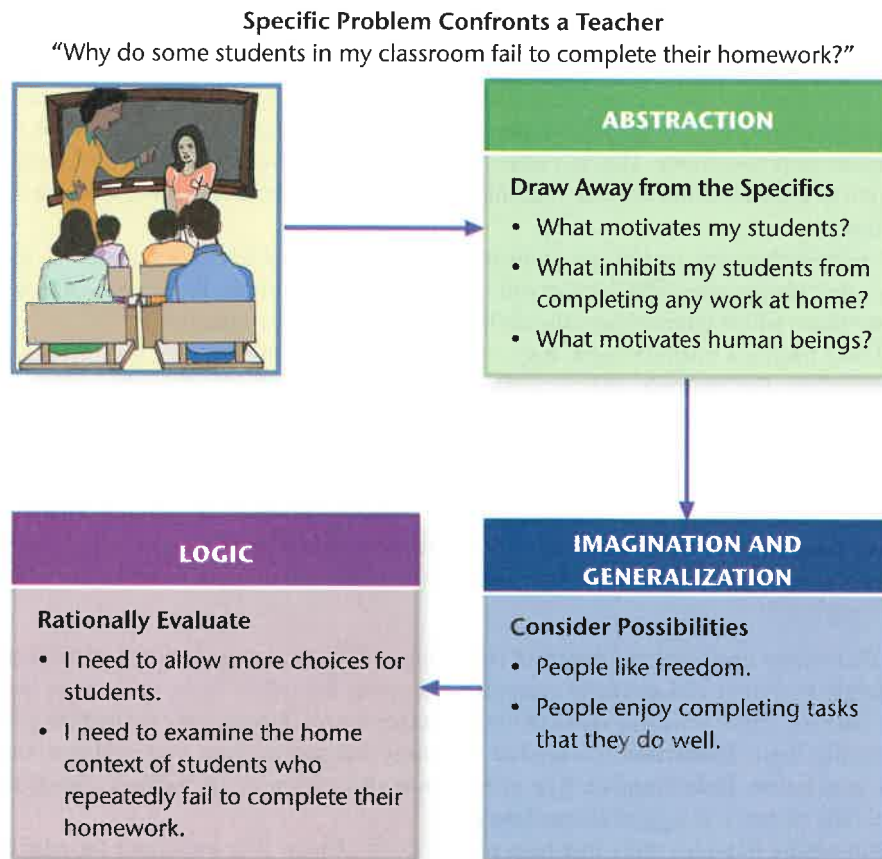 Specific Problem Confronts a Teacher
“Why do some students in my classroom fail to complete their homework?”
ABSTRACTION
Draw Away from the Specifics
• What motivates my students?
• What inhibits my students from
completing any work at home?
• What motivates human beings?
IMAGINATION AND
GENERALIZATION
Consider Possibilities
• People like freedom.
• People enjoy completing tasks
that they do well.
LOGIC
Rationally Evaluate
• I need to allow more choices for
students.
• I need to examine the home
context of students who
repeatedly fail to complete their
homework.